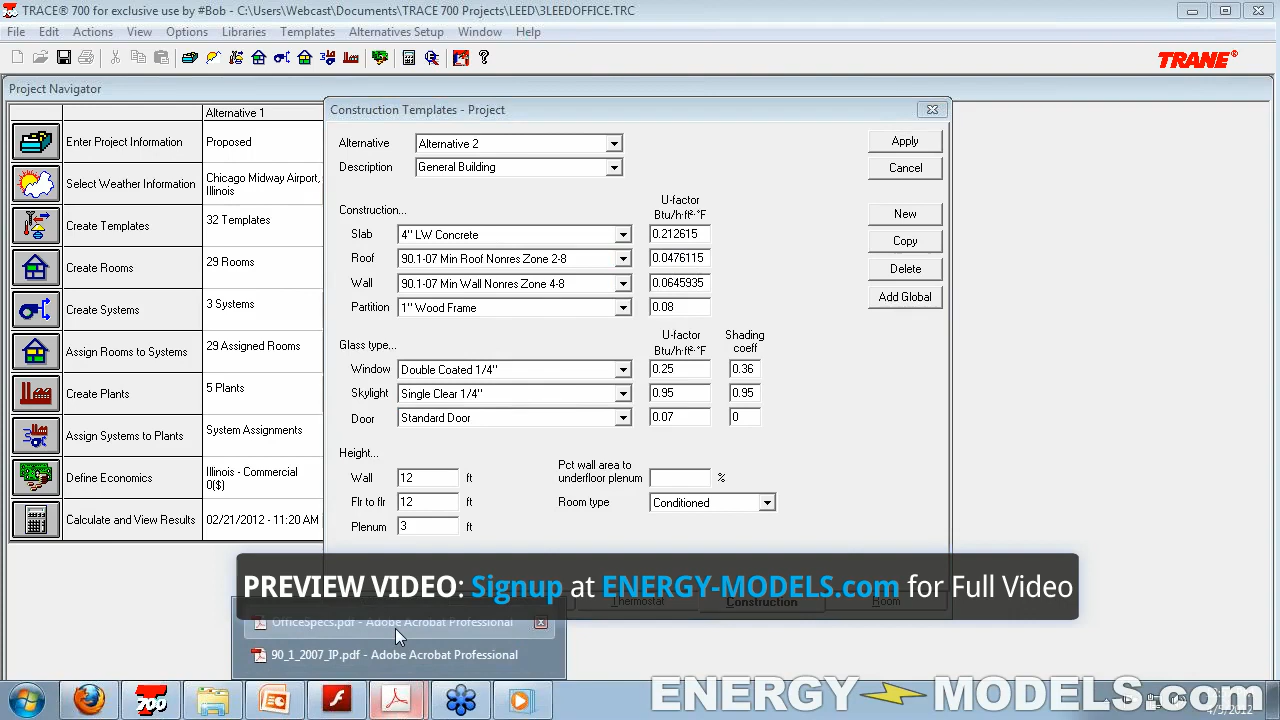 TRACE® 700 for exclusive use by #Bob - C:\Users\Webcast\Documents\TRACE 700 Projects\LEED\3LEEDOFFICE.TRC
File Edit Actions View Options Libraries Templates Alternatives Setup Window Help
TRANE®
Project Navigator
Alternative 1
Enter Project Information Proposed
Select Weather Information Chicago Midway Airport,
Illinois
Create Templates 32 Templates
Create Rooms 29 Rooms
Create Systems 3 Systems
Assign Rooms to Systems 29 Assigned Rooms
Create Plants 5 Plants
Assign Systems to Plants System Assignments
Define Economics Illinois - Commercial
0($)
Calculate and View Results 02/21/2012 - 11:20 AM
Construction Templates - Project
Alternative Alternative 2 Apply
Description General Building Cancel
U-factor
Construction... Btu/h·ft²·°F New
Slab 4" LW Concrete 0.212615 Copy
Roof 90.1-07 Min Roof Nonres Zone 2-8 0.0476115 Delete
Wall 90.1-07 Min Wall Nonres Zone 4-8 0.0645935 Add Global
Partition 1" Wood Frame 0.08
U-factor Shading
Glass type... Btu/h·ft²·°F coeff
Window Double Coated 1/4" 0.25 0.36
Skylight Single Clear 1/4" 0.95 0.95
Door Standard Door 0.07 0
Height...
Wall 12 ft Pct wall area to
underfloor plenum %
Flr to flr 12 ft Room type Conditioned
Plenum 3 ft
PREVIEW VIDEO: Signup at ENERGY-MODELS.com for Full Video
Thermostat Construction Room
OfficeSpecs.pdf - Adobe Acrobat Professional
90_1_2007_IP.pdf - Adobe Acrobat Professional
TRACE
700
ENERGY MODELS.com
4/5/2012